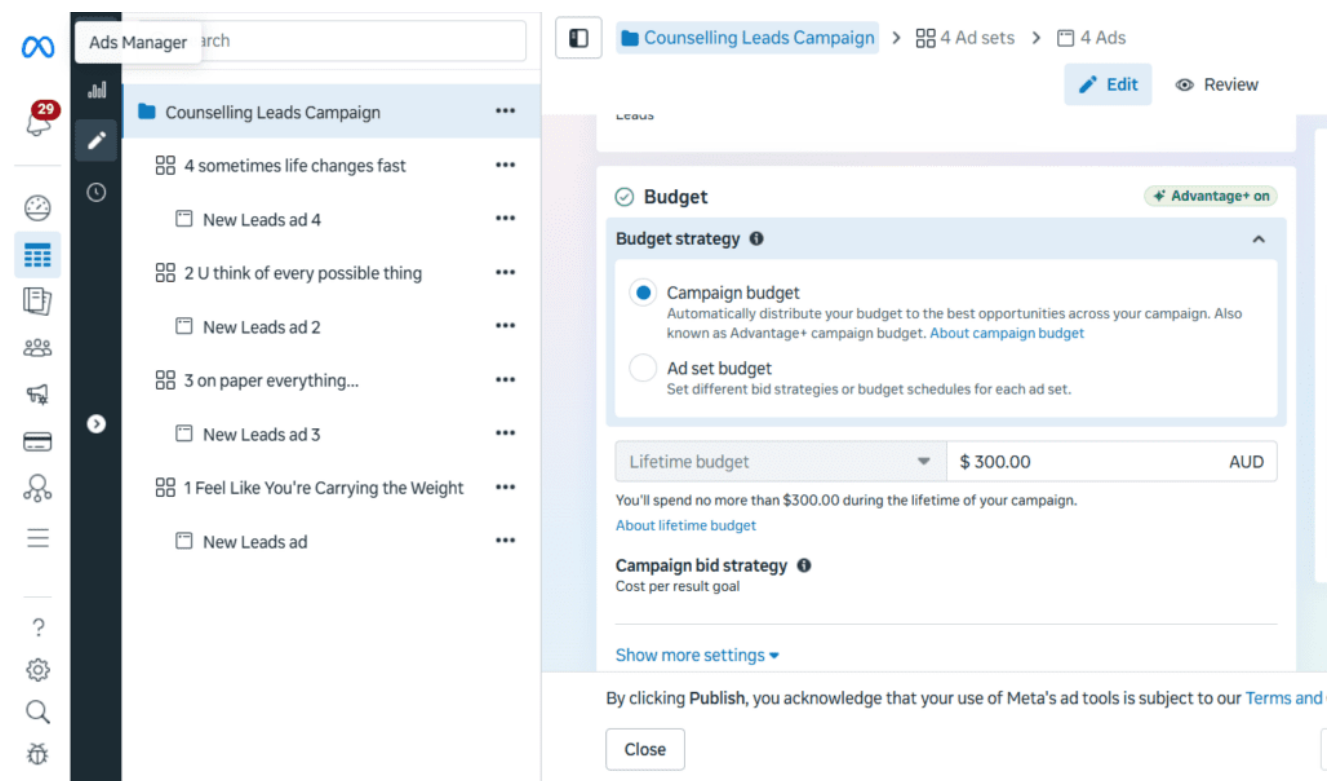 Ads Manager
arch
29
Counselling Leads Campaign
4 sometimes life changes fast
New Leads ad 4
2 U think of every possible thing
New Leads ad 2
3 on paper everything...
New Leads ad 3
1 Feel Like You're Carrying the Weight
New Leads ad
Counselling Leads Campaign > 4 Ad sets > 4 Ads
Edit
Review
Leads
Budget
Advantage+ on
Budget strategy
Campaign budget
Automatically distribute your budget to the best opportunities across your campaign. Also
known as Advantage+ campaign budget. About campaign budget
Ad set budget
Set different bid strategies or budget schedules for each ad set.
Lifetime budget
$ 300.00
AUD
You'll spend no more than $300.00 during the lifetime of your campaign.
About lifetime budget
Campaign bid strategy
Cost per result goal
Show more settings
By clicking Publish, you acknowledge that your use of Meta's ad tools is subject to our Terms and
Close